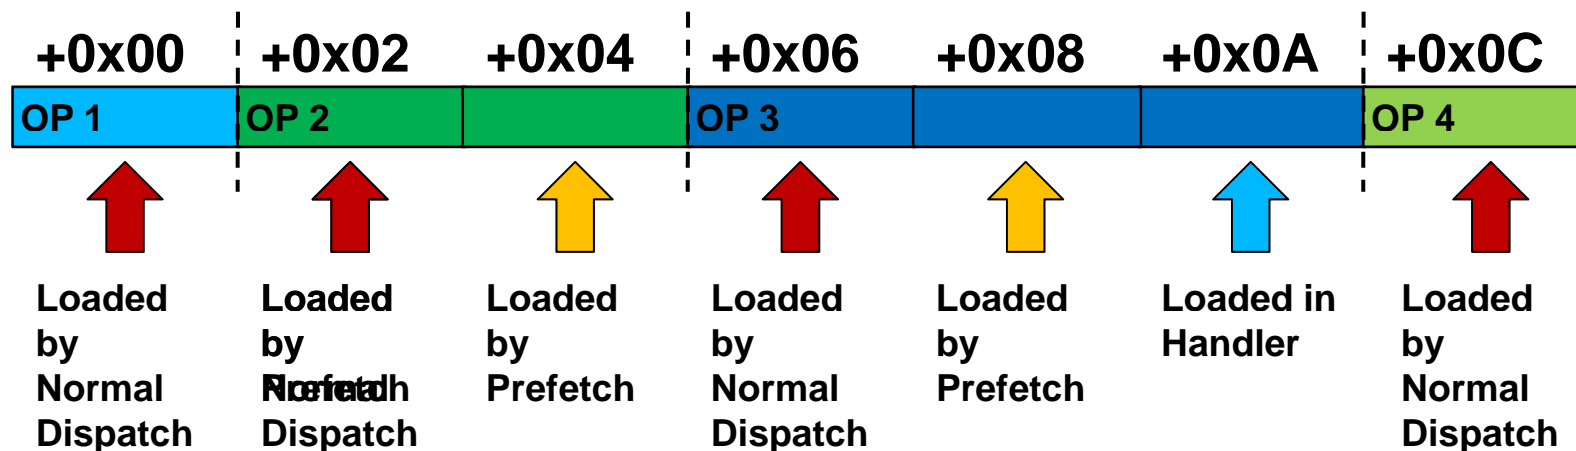 +0x00
+0x02
+0x04
+0x06
+0x08
+0x0A
+0x0C
OP 1
OP 2
OP 3
OP 4
Loaded
by
Normal
Dispatch
Loaded
by
Dispatch
Loaded
by
Prefetch
Loaded
by
Normal
Dispatch
Loaded
by
Prefetch
Loaded in
Handler
Loaded
by
Normal
Dispatch